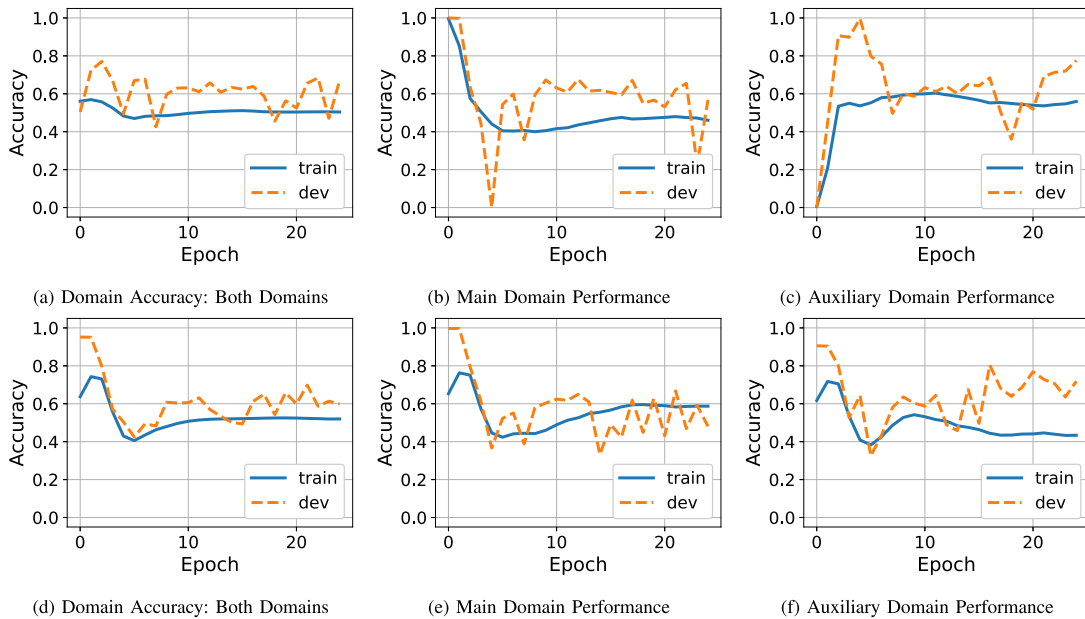 1.0
0.8
0.6
0.4
0.2
0.0
Accuracy
0 10 20
Epoch
train
dev
(a) Domain Accuracy: Both Domains
1.0
0.8
0.6
0.4
0.2
0.0
Accuracy
0 10 20
Epoch
train
dev
(b) Main Domain Performance
1.0
0.8
0.6
0.4
0.2
0.0
Accuracy
0 10 20
Epoch
train
dev
(c) Auxiliary Domain Performance
1.0
0.8
0.6
0.4
0.2
0.0
Accuracy
0 10 20
Epoch
train
dev
(d) Domain Accuracy: Both Domains
1.0
0.8
0.6
0.4
0.2
0.0
Accuracy
0 10 20
Epoch
train
dev
(e) Main Domain Performance
1.0
0.8
0.6
0.4
0.2
0.0
Accuracy
0 10 20
Epoch
train
dev
(f) Auxiliary Domain Performance